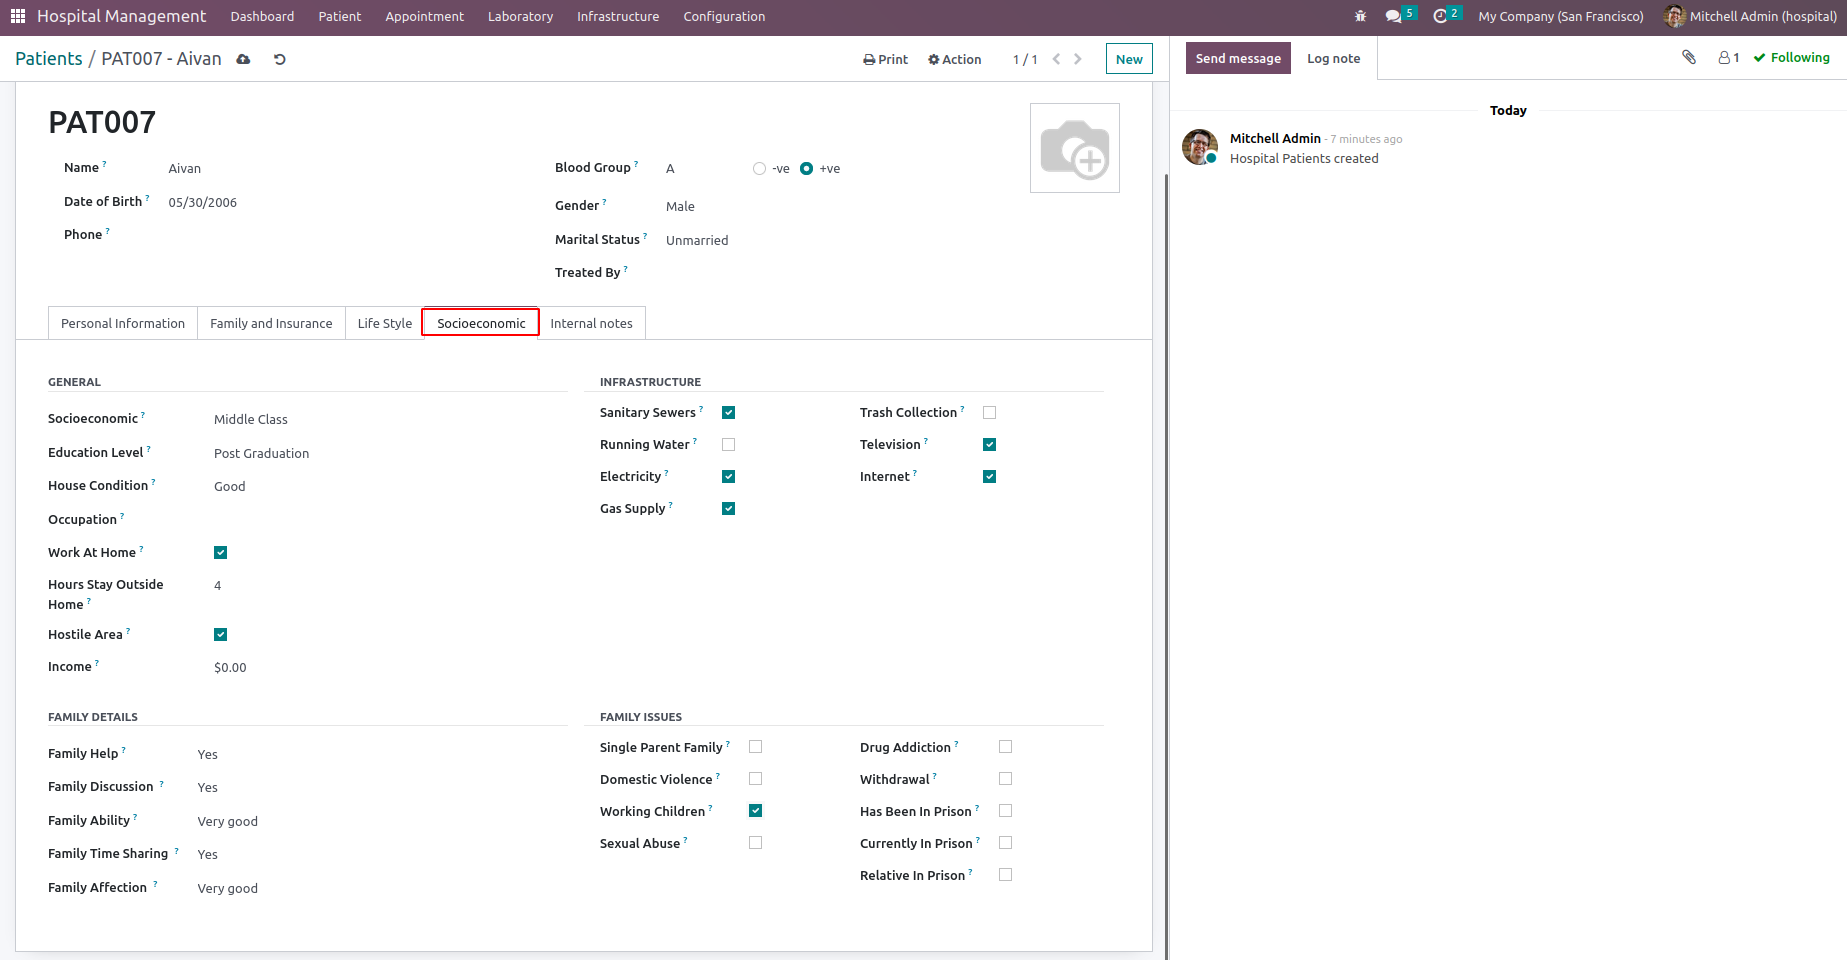 Hospital Management Dashboard Patient Appointment Laboratory Infrastructure Configuration 5 2 My Company (San Francisco) Mitchell Admin (hospital)
Patients / PAT007 - Aivan Print Action 1 / 1 New
Send message Log note 1 Following
PAT007
Name ? Aivan
Date of Birth ? 05/30/2006
Phone ?
Blood Group ? A -ve +ve
Gender ? Male
Marital Status ? Unmarried
Treated By ?
Personal Information Family and Insurance Life Style Socioeconomic Internal notes
GENERAL
Socioeconomic ? Middle Class
Education Level ? Post Graduation
House Condition ? Good
Occupation ?
Work At Home ?
Hours Stay Outside
Home ? 4
Hostile Area ?
Income ? $0.00
INFRASTRUCTURE
Sanitary Sewers ? Trash Collection ?
Running Water ? Television ?
Electricity ? Internet ?
Gas Supply ?
FAMILY DETAILS
Family Help ? Yes
Family Discussion ? Yes
Family Ability ? Very good
Family Time Sharing ? Yes
Family Affection ? Very good
FAMILY ISSUES
Single Parent Family ? Drug Addiction ?
Domestic Violence ? Withdrawal ?
Working Children ? Has Been In Prison ?
Sexual Abuse ? Currently In Prison ?
Relative In Prison ?
Today
Mitchell Admin - 7 minutes ago
Hospital Patients created